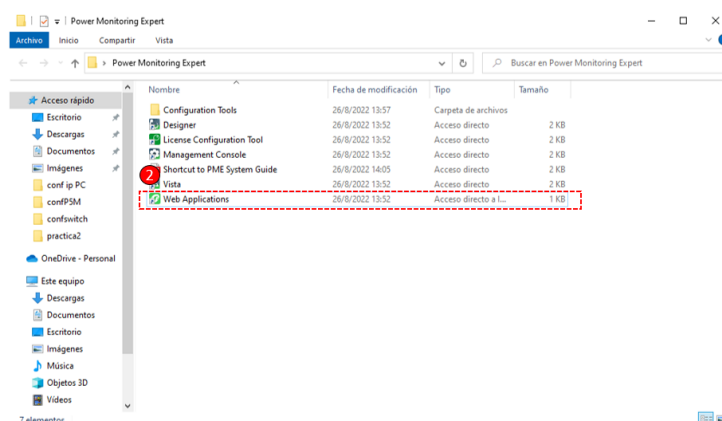 Power Monitoring Expert
Archivo Inicio Compartir Vista
Power Monitoring Expert Buscar en Power Monitoring Expert
Nombre Fecha de modificación Tipo Tamaño
Acceso rápido
Escritorio
Descargas
Documentos
Imágenes
conf ip PC
confPSM
confswitch
practica2
OneDrive - Personal
Este equipo
Descargas
Documentos
Escritorio
Imágenes
Música
Objetos 3D
Vídeos
7 elementos
Configuration Tools 26/8/2022 13:57 Carpeta de archivos
Designer 26/8/2022 13:52 Acceso directo 2 KB
License Configuration Tool 26/8/2022 13:52 Acceso directo 2 KB
Management Console 26/8/2022 13:52 Acceso directo 2 KB
Shortcut to PME System Guide 26/8/2022 14:05 Acceso directo 2 KB
2
Vista 26/8/2022 13:52 Acceso directo 2 KB
Web Applications 26/8/2022 13:52 Acceso directo a I... 1 KB